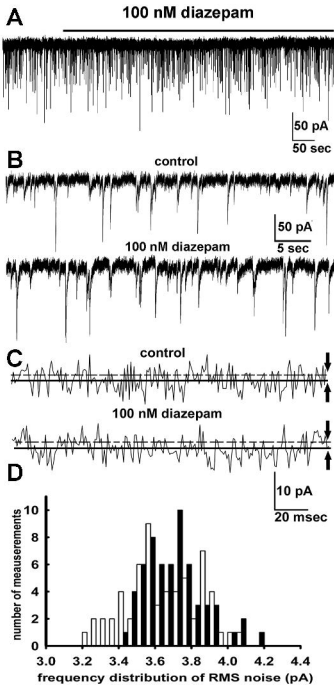 A
100 nM diazepam
50 pA
50 sec
B
control
50 pA
5 sec
100 nM diazepam
C
control
100 nM diazepam
10 pA
20 msec
D
number of meauserements
10
8
6
4
2
0
3.0 3.2 3.4 3.6 3.8 4.0 4.2 4.4
frequency distribution of RMS noise (pA)